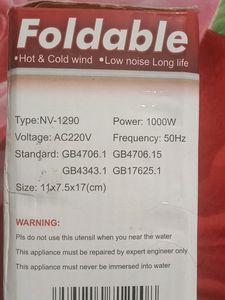 Foldable
•Hot & Cold wind •Low noise Long life
Type:NV-1290 Power: 1000W
Voltage: AC220V Frequency: 50Hz
Standard: GB4706.1 GB4706.15
GB4343.1 GB17625.1
Size: 11x7.5x17(cm)
WARNING:
Pls do not use this utensil when you near the water
This appliance must be repaired by expert engineer only
This appliance must never be immersed into water